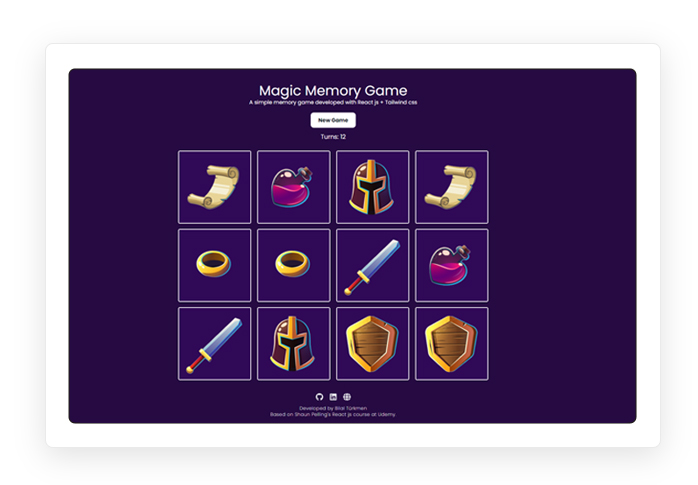 Magic Memory Game
A simple memory game developed with React js + Tailwind css
New Game
Turns: 12
Developed by Bilal Türkmen
Based on Shaun Pelling's React js course at Udemy.